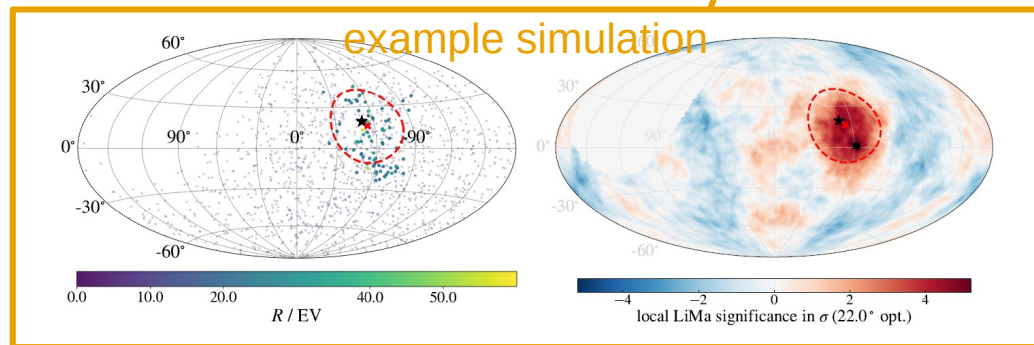 example simulation
60°
30°
0°
-30°
-60°
90°
0°
-90°
0.0 10.0 20.0 40.0 50.0
R / EV
60°
30°
0°
-30°
-60°
90°
-4 -2 0 2 4
local LiMa significance in σ (22.0° opt.)